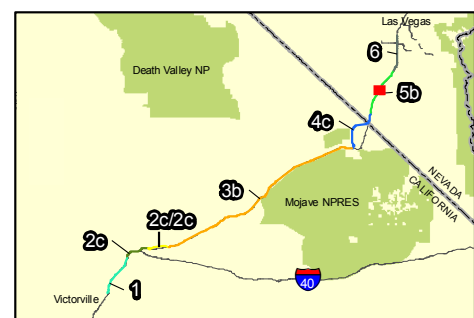 Las Vegas
6
Death Valley NP
5b
4c
NEVADA
CALIFORNIA
3b
Mojave NPRES
2c/2c
2c
40
1
Victorville